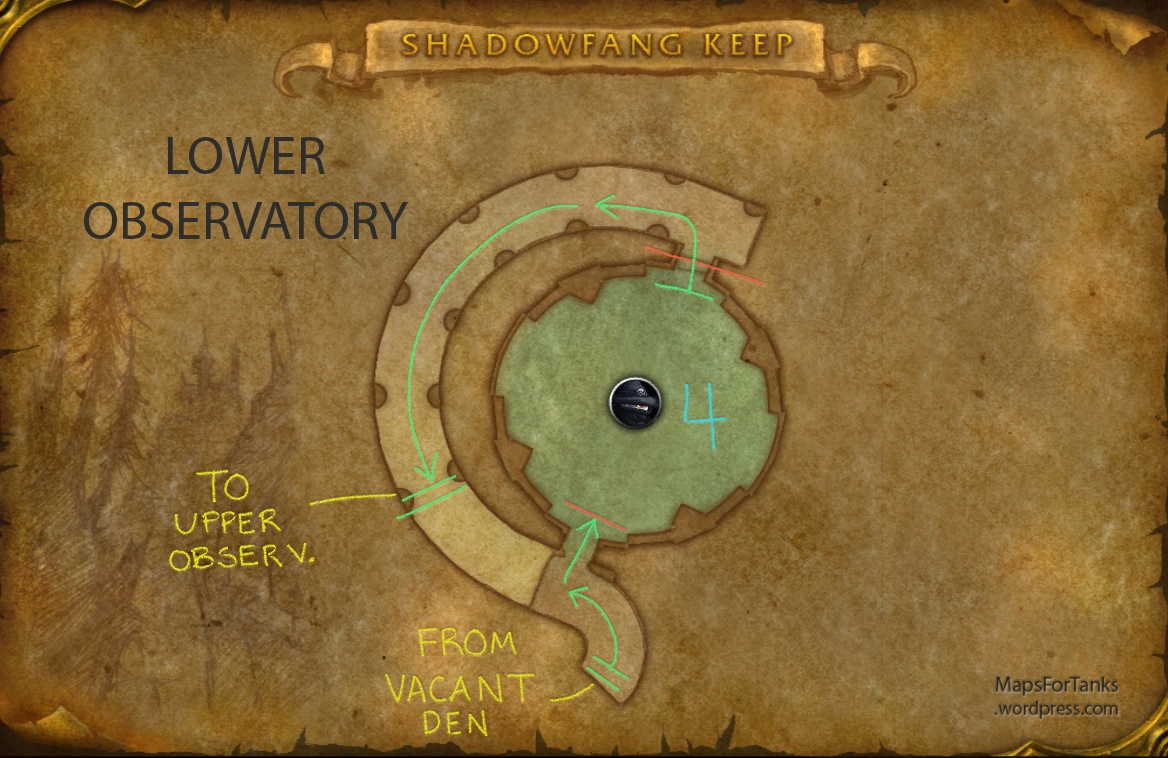 SHADOWFANG KEEP
LOWER
OBSERVATORY
4
TO
UPPER
OBSERV.
FROM
VACANT
DEN
MapsForTanks
.wordpress.com